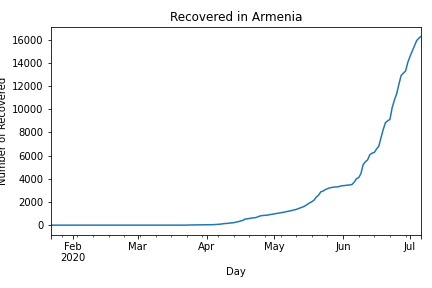 Recovered in Armenia
Number of Recovered
16000
14000
12000
10000
8000
6000
4000
2000
0
Feb
2020
Mar
Apr
May
Jun
Jul
Day